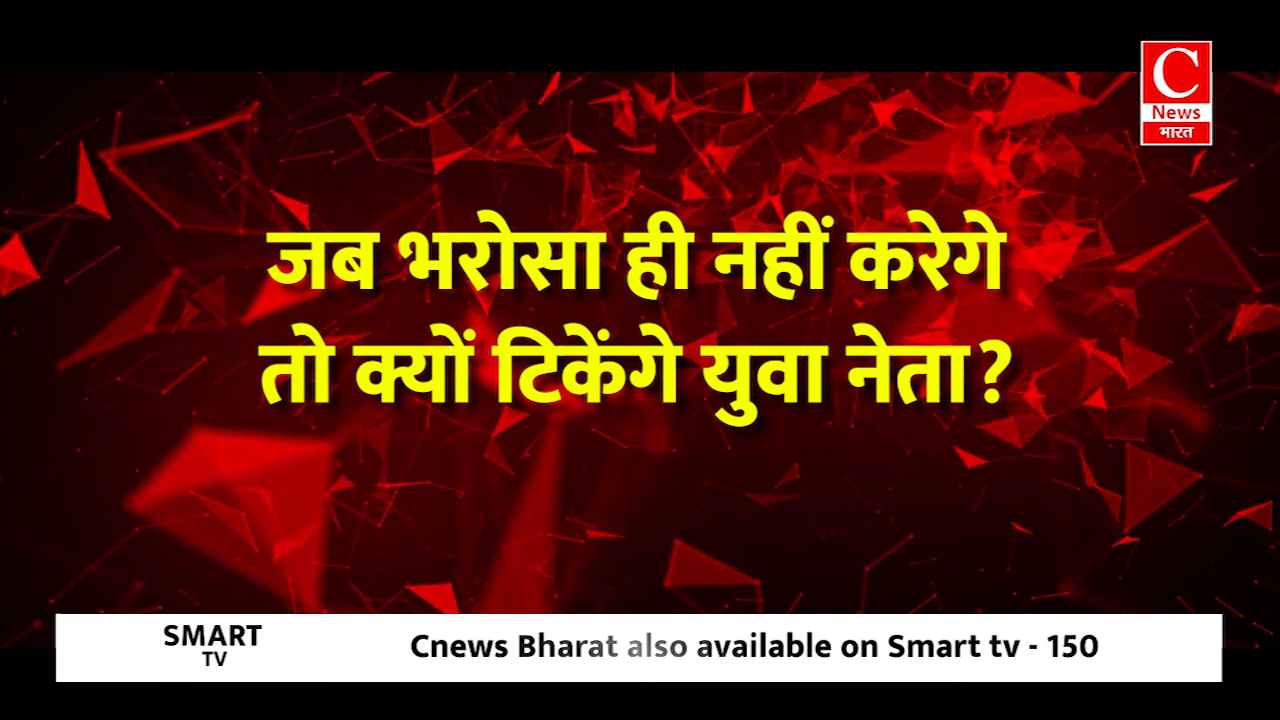 C
News
भारत
जब भरोसा ही नहीं करेगे
तो क्यों टिकेंगे युवा नेता?
SMART
TV
Cnews Bharat also available on Smart tv - 150